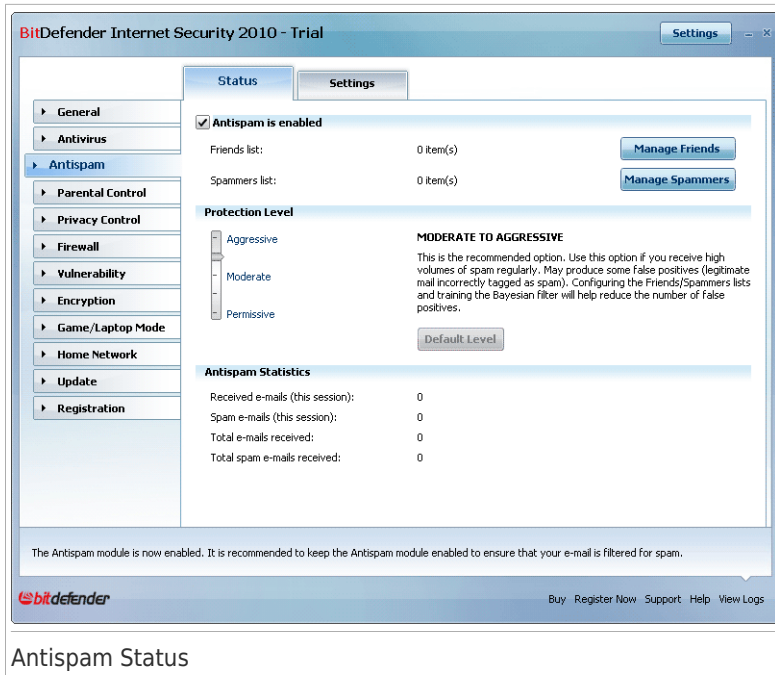 BitDefender Internet Security 2010 - Trial
Settings
Status
Settings
General
Antivirus
Antispam
Parental Control
Privacy Control
Firewall
Vulnerability
Encryption
Game/Laptop Mode
Home Network
Update
Registration
Antispam is enabled
Friends list: 0 item(s) Manage Friends
Spammers list: 0 item(s) Manage Spammers
Protection Level
Aggressive
Moderate
Permissive
MODERATE TO AGGRESSIVE
This is the recommended option. Use this option if you receive high
volumes of spam regularly. May produce some false positives (legitimate
mail incorrectly tagged as spam). Configuring the Friends/Spammers lists
and training the Bayesian filter will help reduce the number of false
positives.
Default Level
Antispam Statistics
Received e-mails (this session): 0
Spam e-mails (this session): 0
Total e-mails received: 0
Total spam e-mails received: 0
The Antispam module is now enabled. It is recommended to keep the Antispam module enabled to ensure that your e-mail is filtered for spam.
bitdefender
Buy Register Now Support Help View Logs
Antispam Status